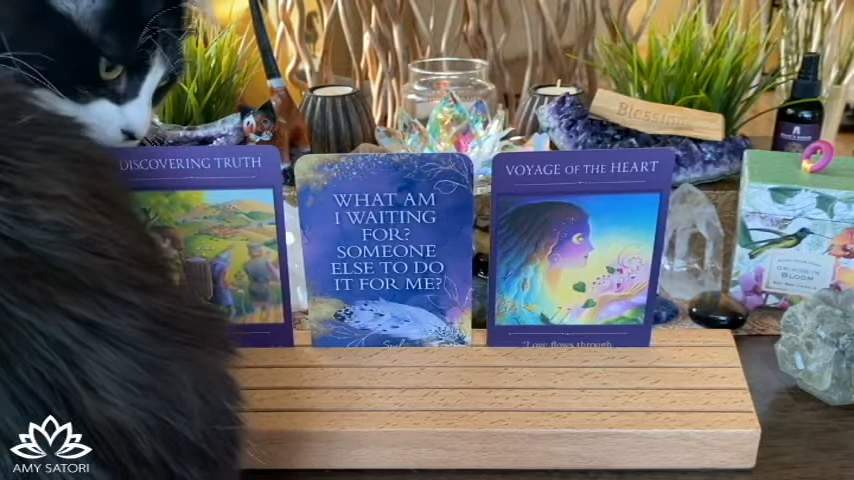 Blessings
DISCOVERING TRUTH
WHAT AM
I WAITING
FOR?
SOMEONE
ELSE TO DO
IT FOR ME?
Soul
VOYAGE OF THE HEART
"Love flows through
BLOOM
AMY SATORI